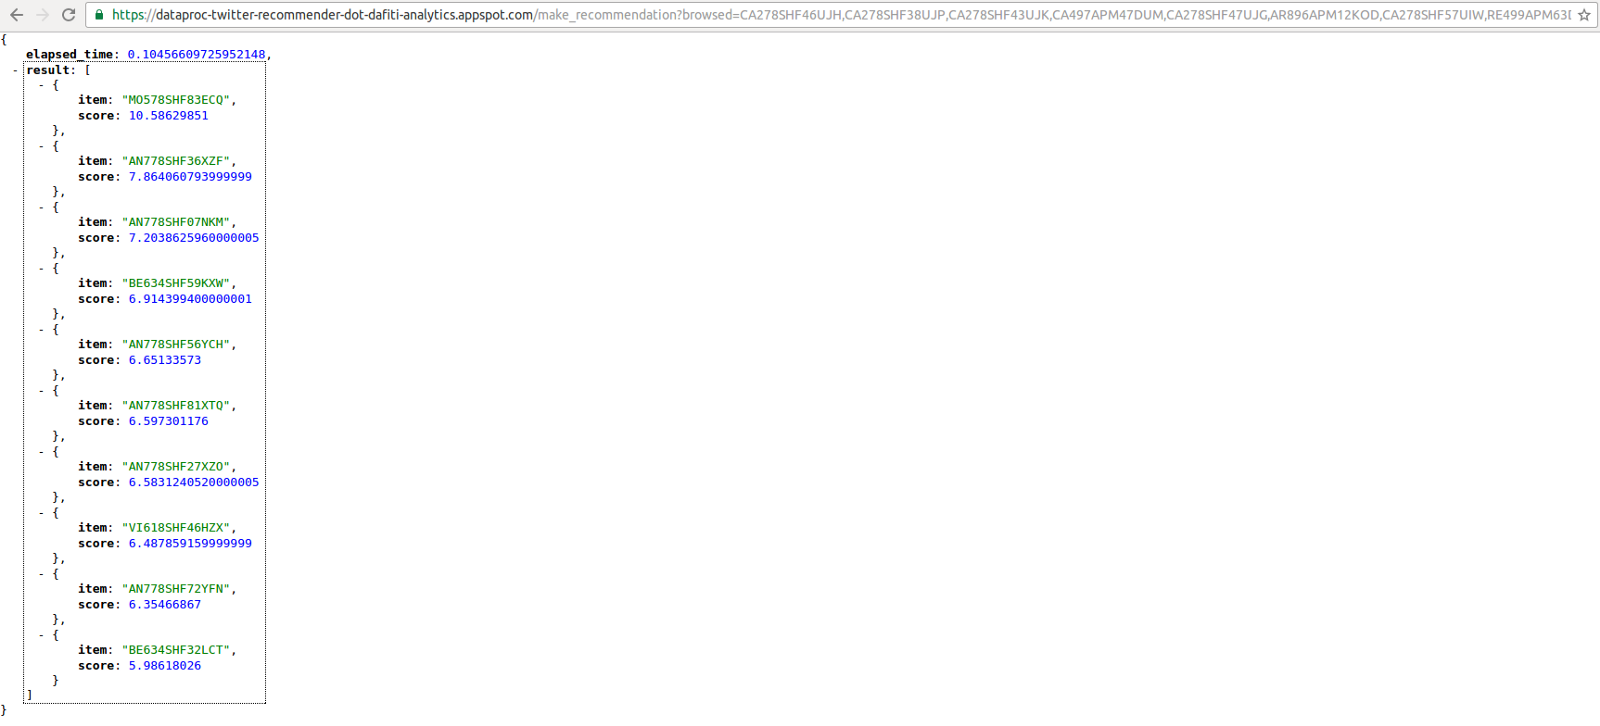 https://dataproc-twitter-recommender-dot-dafiti-analytics.appspot.com/make_recommendation?browsed=CA278SHF46UJH,CA278SHF38UJP,CA278SHF43UJK,CA497APM47DUM,CA278SHF47UJG,AR896APM12KOD,CA278SHF57UIW,RE499APM63D
{
elapsed_time: 0.10456609725952148,
- result: [
- {
item: "MO578SHF83ECQ",
score: 10.58629851
},
- {
item: "AN778SHF36XZF",
score: 7.864060793999999
},
- {
item: "AN778SHF07NKM",
score: 7.2038625960000005
},
- {
item: "BE634SHF59KXW",
score: 6.914399400000001
},
- {
item: "AN778SHF56YCH",
score: 6.65133573
},
- {
item: "AN778SHF81XTQ",
score: 6.597301176
},
- {
item: "AN778SHF27XZO",
score: 6.5831240520000005
},
- {
item: "VI618SHF46HZX",
score: 6.487859159999999
},
- {
item: "AN778SHF72YFN",
score: 6.35466867
},
- {
item: "BE634SHF32LCT",
score: 5.98618026
}
]
}